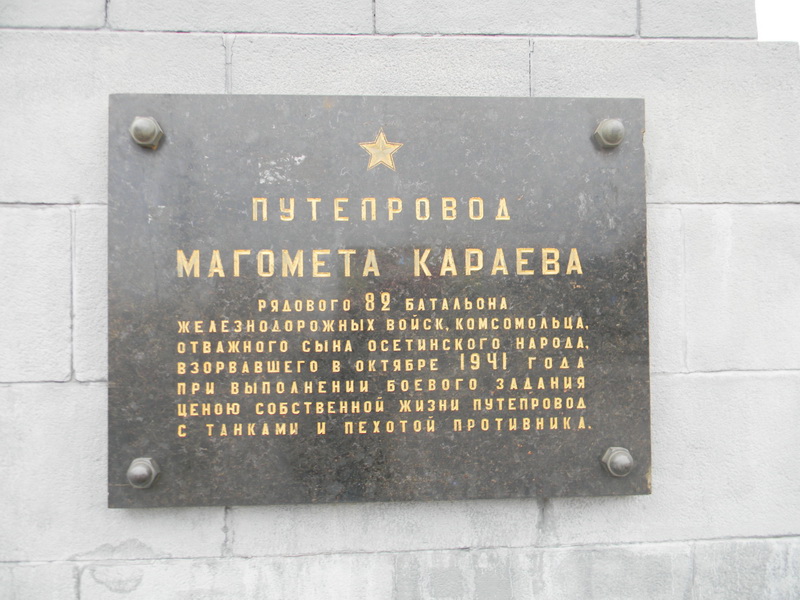 ПУТЕПРОВОД
МАГОМЕТА КАРАЕВА
РЯДОВОГО 82 БАТАЛЬОНА
ЖЕЛЕЗНОДОРОЖНЫХ ВОЙСК, КОМСОМОЛЬЦА,
ОТВАЖНОГО СЫНА ОСЕТИНСКОГО НАРОДА,
ВЗОРВАВШЕГО В ОКТЯБРЕ 1941 ГОДА
ПРИ ВЫПОЛНЕНИИ БОЕВОГО ЗАДАНИЯ
ЦЕНОЮ СОБСТВЕННОЙ ЖИЗНИ ПУТЕПРОВОД
С ТАНКАМИ И ПЕХОТОЙ ПРОТИВНИКА.